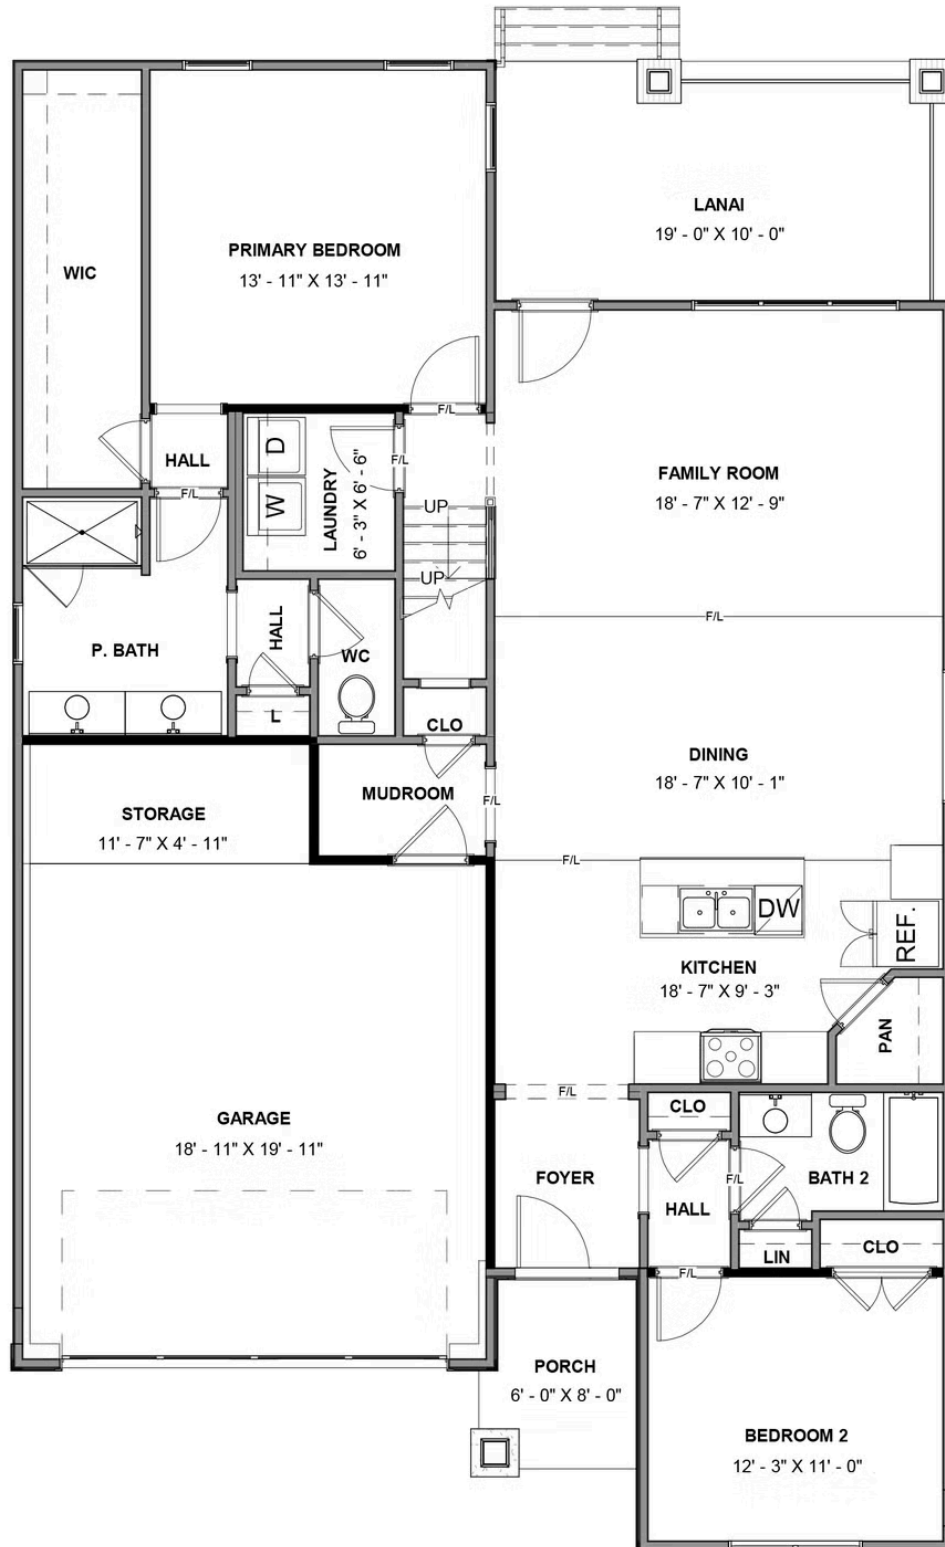 LANAI
19' - 0" X 10' - 0"
PRIMARY BEDROOM
13' - 11" X 13' - 11"
WIC
F/L
HALL
F/L
D
W
LAUNDRY
6' - 3" X 6' - 6"
F/L
UP
UP
FAMILY ROOM
18' - 7" X 12' - 9"
F/L
HALL
WC
P. BATH
L
CLO
DINING
18' - 7" X 10' - 1"
MUDROOM
F/L
STORAGE
11' - 7" X 4' - 11"
F/L
DW
REF.
KITCHEN
18' - 7" X 9' - 3"
PAN
F/L
CLO
GARAGE
18' - 11" X 19' - 11"
FOYER
F/L
BATH 2
HALL
LIN
CLO
F/L
PORCH
6' - 0" X 8' - 0"
BEDROOM 2
12' - 3" X 11' - 0"